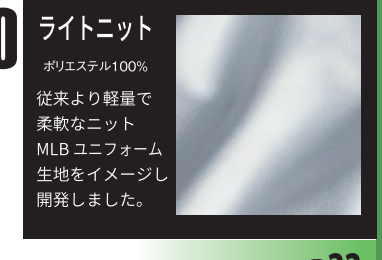 ライトニット
ポリエステル100%
従来より軽量で
柔軟なニット
MLB ユニフォーム
生地をイメージし
開発しました。